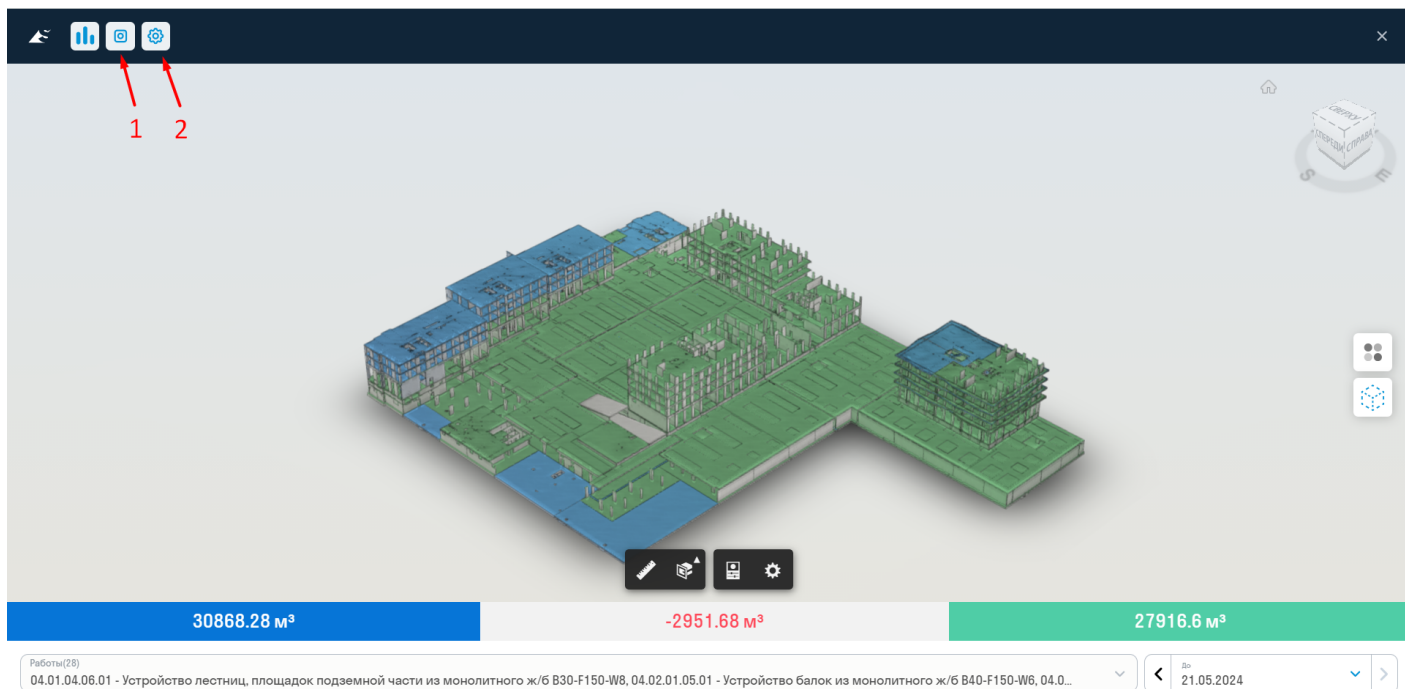 1 2
СВЕРХУ
СПЕРЕДИ СПРАВА
S E
30868.28 м³ -2951.68 м³ 27916.6 м³
Работы(28) До
04.01.04.06.01 - Устройство лестниц, площадок подземной части из монолитного ж/б B30-F150-W8, 04.02.01.05.01 - Устройство балок из монолитного ж/б B40-F150-W6, 04.0... 21.05.2024